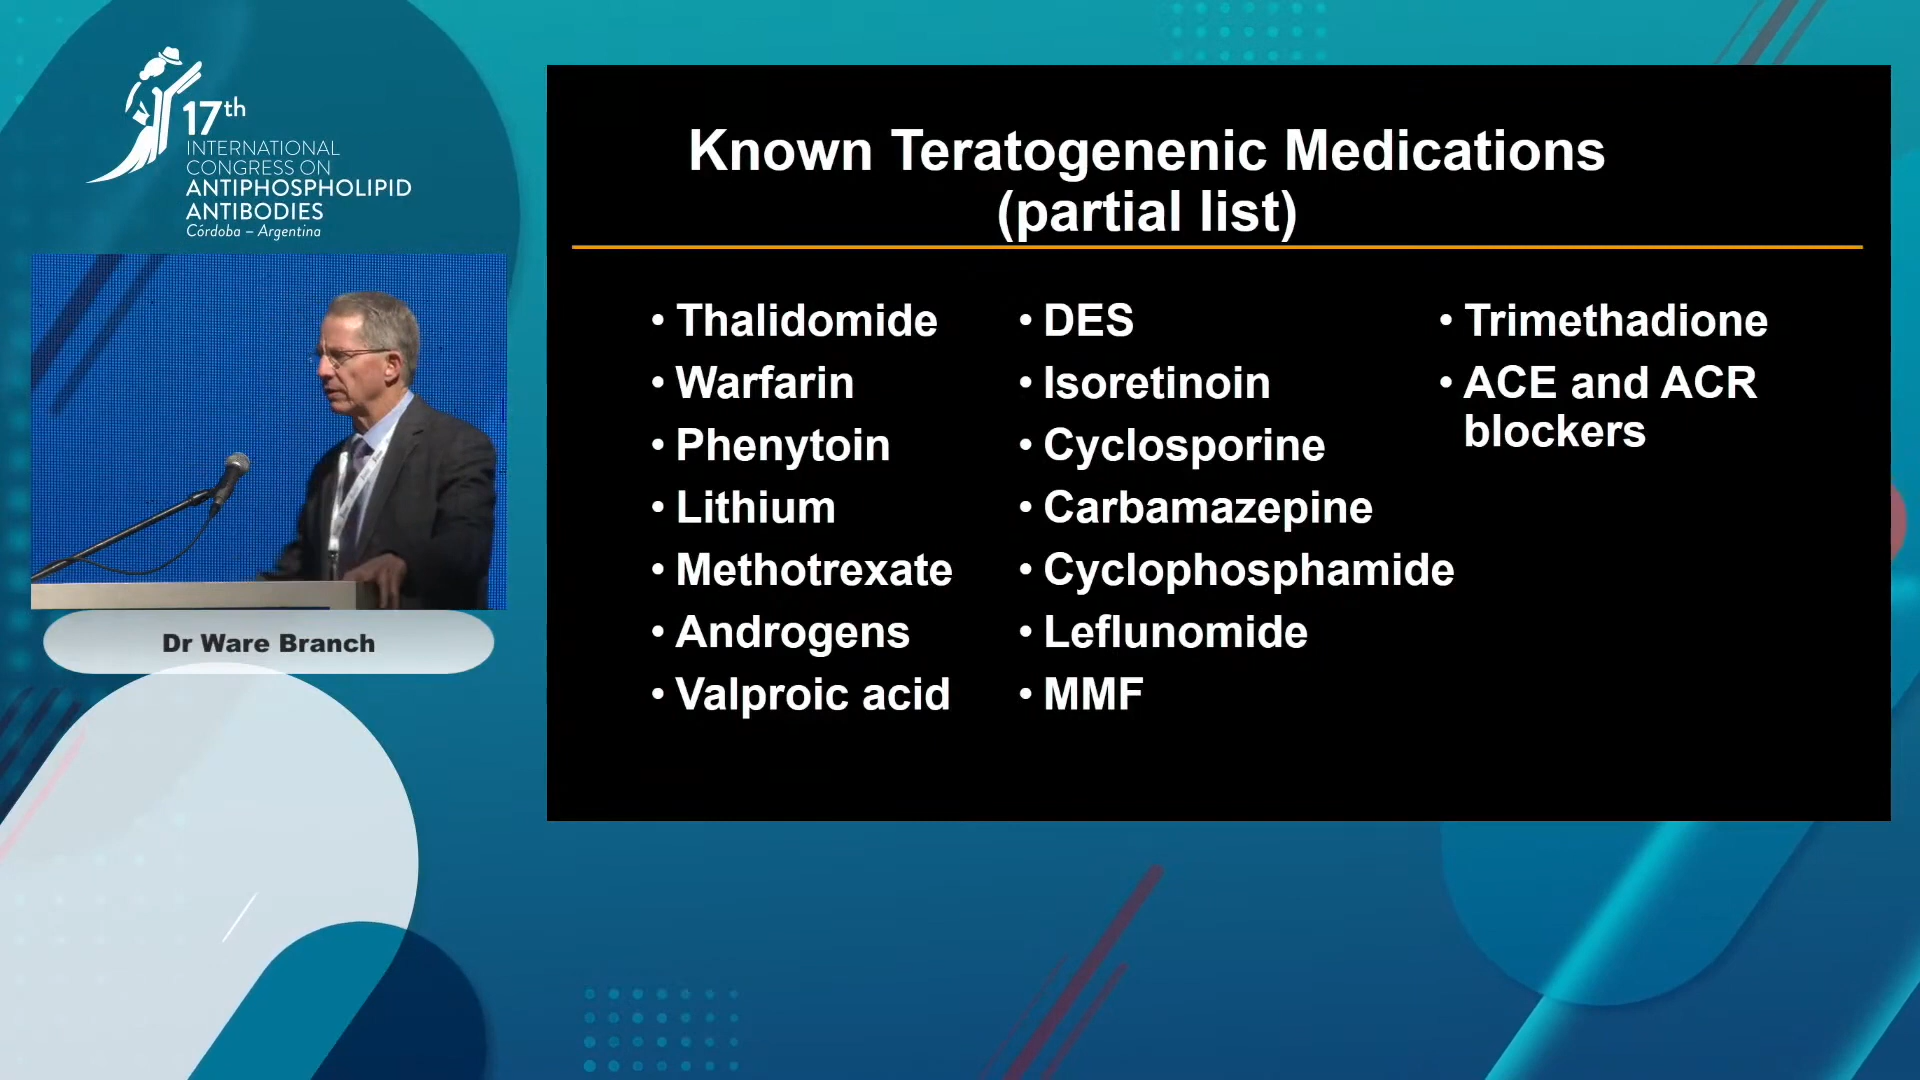 17th
INTERNATIONAL
CONGRESS ON
ANTIPHOSPHOLIPID
ANTIBODIES
Córdoba – Argentina
Dr Ware Branch
Known Teratogenenic Medications
(partial list)
• Thalidomide
• Warfarin
• Phenytoin
• Lithium
• Methotrexate
• Androgens
• Valproic acid
• DES
• Isoretinoin
• Cyclosporine
• Carbamazepine
• Cyclophosphamide
• Leflunomide
• MMF
• Trimethadione
• ACE and ACR
blockers